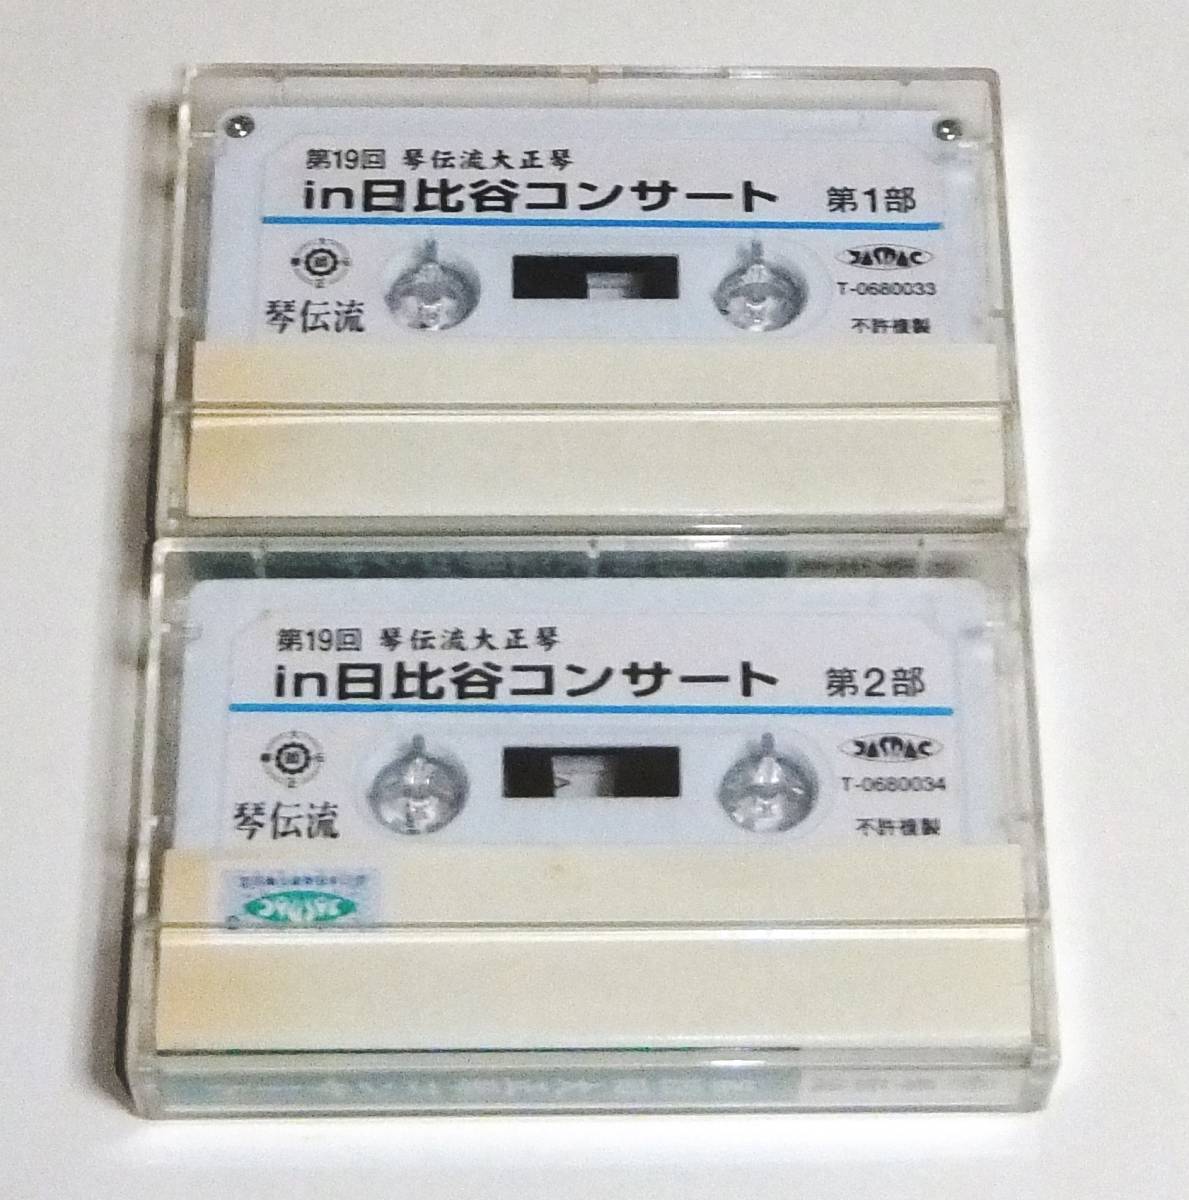 第19回 琴伝流大正琴
in日比谷コンサート 第1部
JASRAC
T-0680033
琴伝流
不許複製
第19回 琴伝流大正琴
in日比谷コンサート 第2部
JASRAC
T-0680034
琴伝流
不許複製
JASRAC